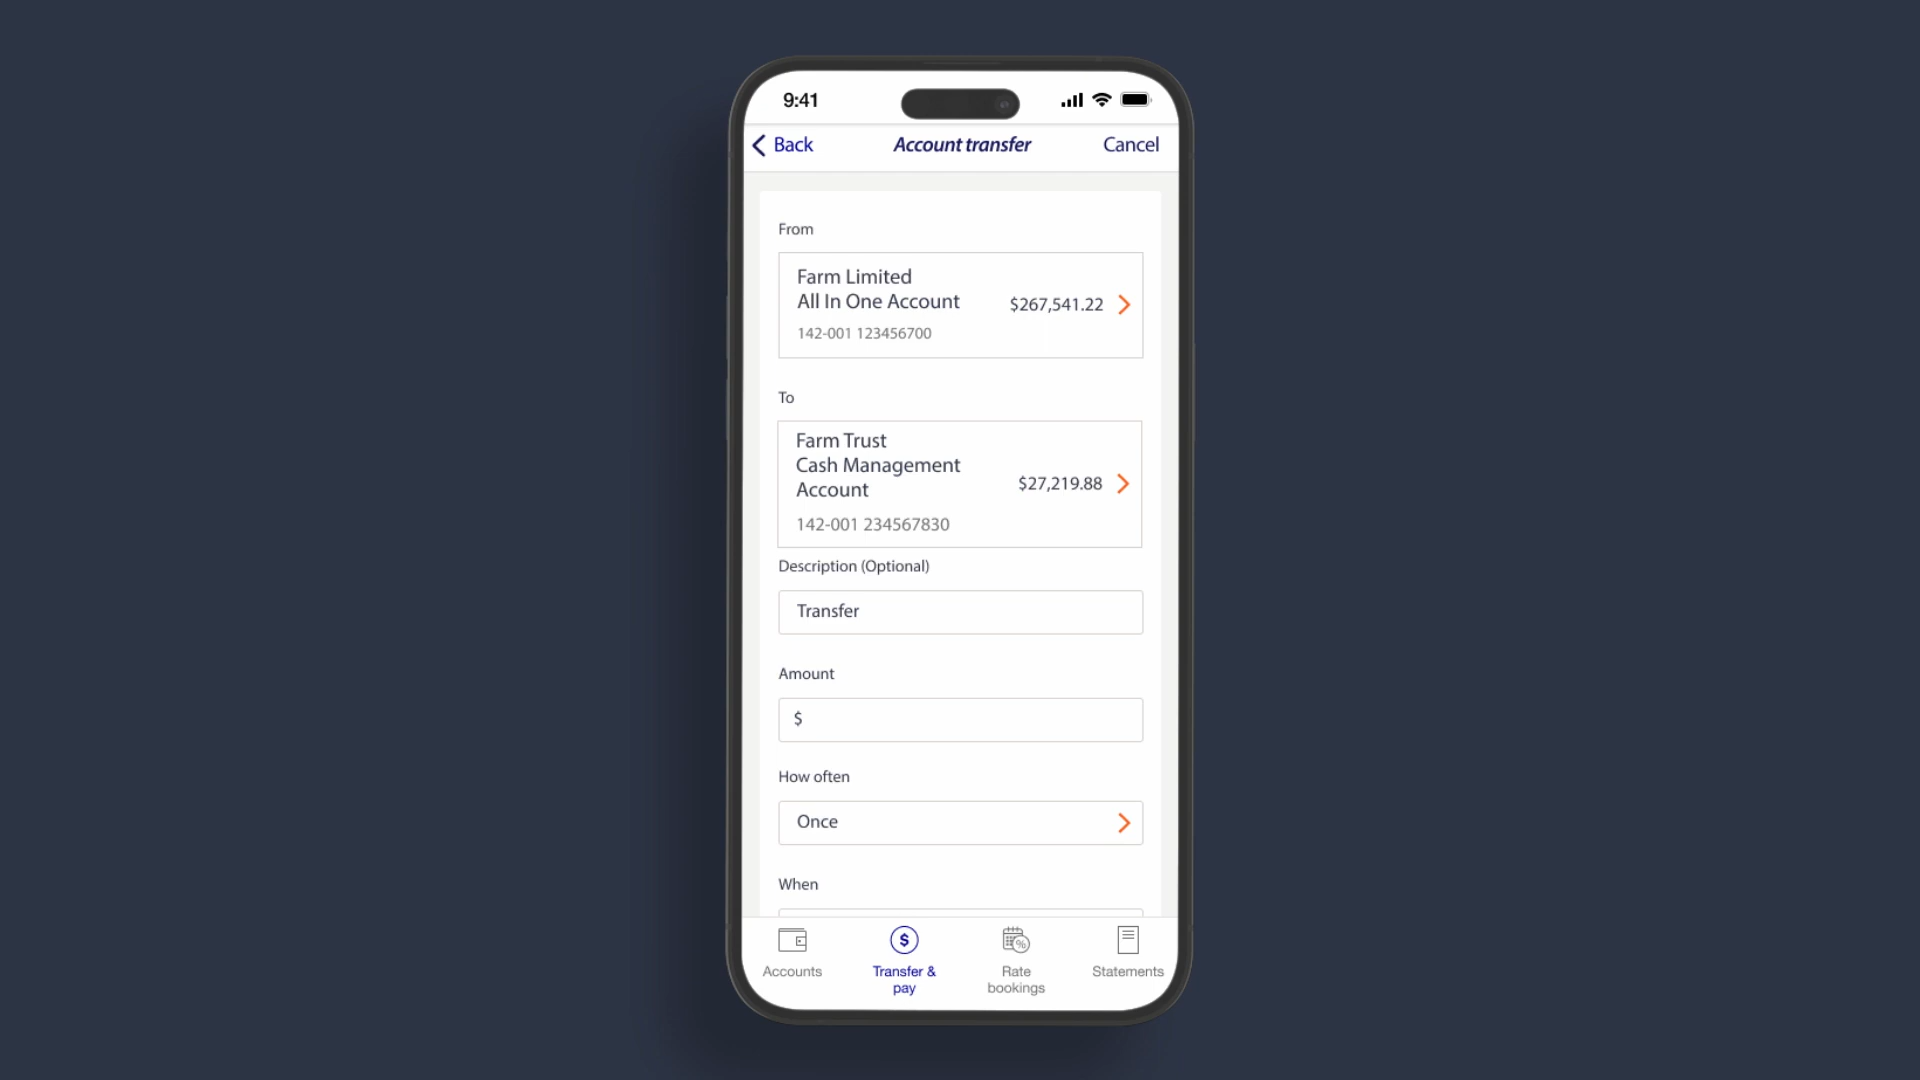 9:41
Back
Account transfer
Cancel
From
Farm Limited
All In One Account
$267,541.22
142-001 123456700
To
Farm Trust
Cash Management
Account
$27,219.88
142-001 234567830
Description (Optional)
Transfer
Amount
$
How often
Once
When
Accounts
Transfer &
pay
Rate
bookings
Statements